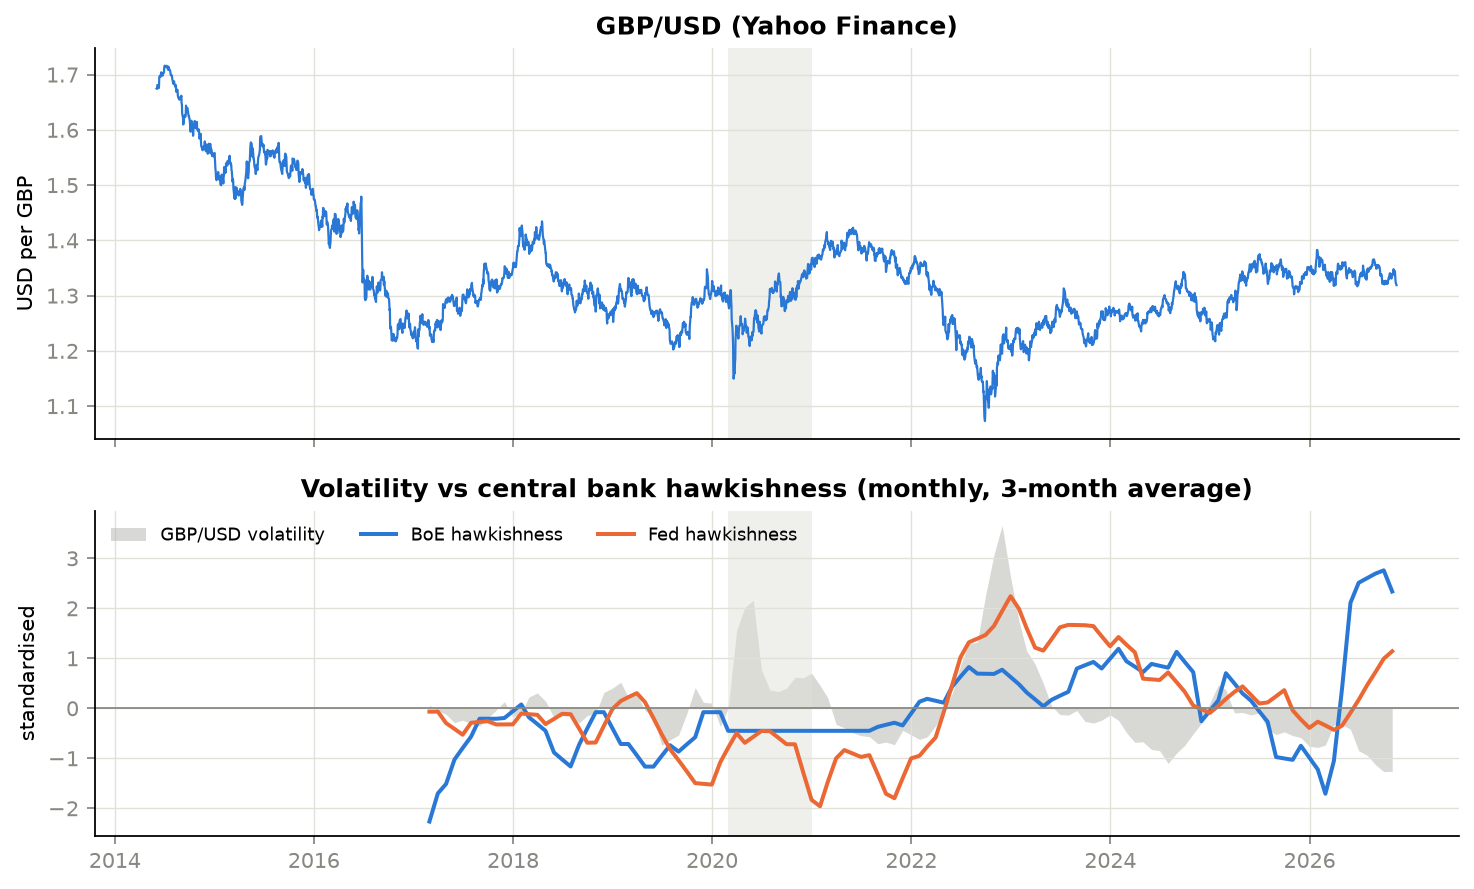 GBP/USD (Yahoo Finance)
USD per GBP
1.7
1.6
1.5
1.4
1.3
1.2
1.1
Volatility vs central bank hawkishness (monthly, 3-month average)
GBP/USD volatility BoE hawkishness Fed hawkishness
standardised
3
2
1
0
−1
−2
2014 2016 2018 2020 2022 2024 2026